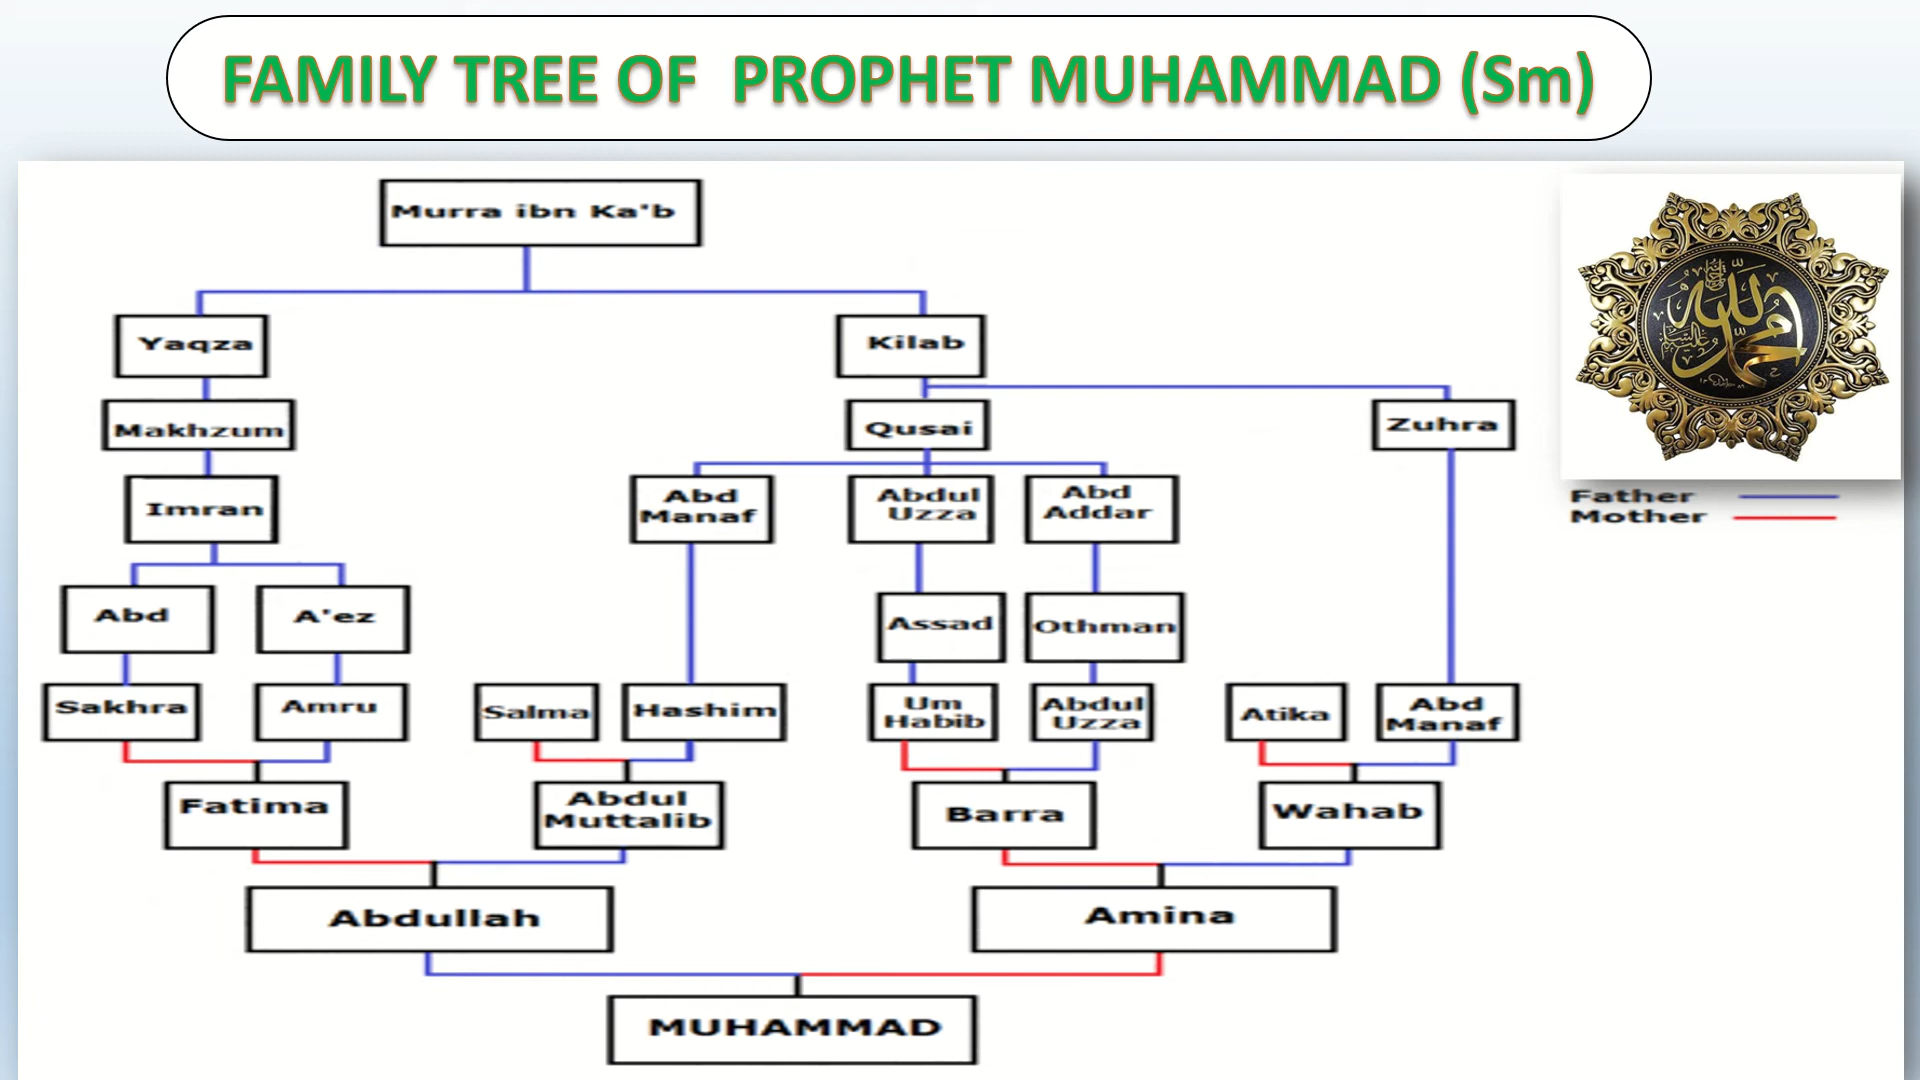 FAMILY TREE OF PROPHET MUHAMMAD (Sm)
Murra ibn Ka'b
Yaqza
Kilab
Makhzum
Qusai
Zuhra
Imran
Abd
Manaf
Abdul
Uzza
Abd
Addar
Father
Mother
Abd
A'ez
Assad
Othman
Sakhra
Amru
Salma
Hashim
Um
Habib
Abdul
Uzza
Atika
Abd
Manaf
Fatima
Abdul
Muttalib
Barra
Wahab
Abdullah
Amina
MUHAMMAD
الله
محمد